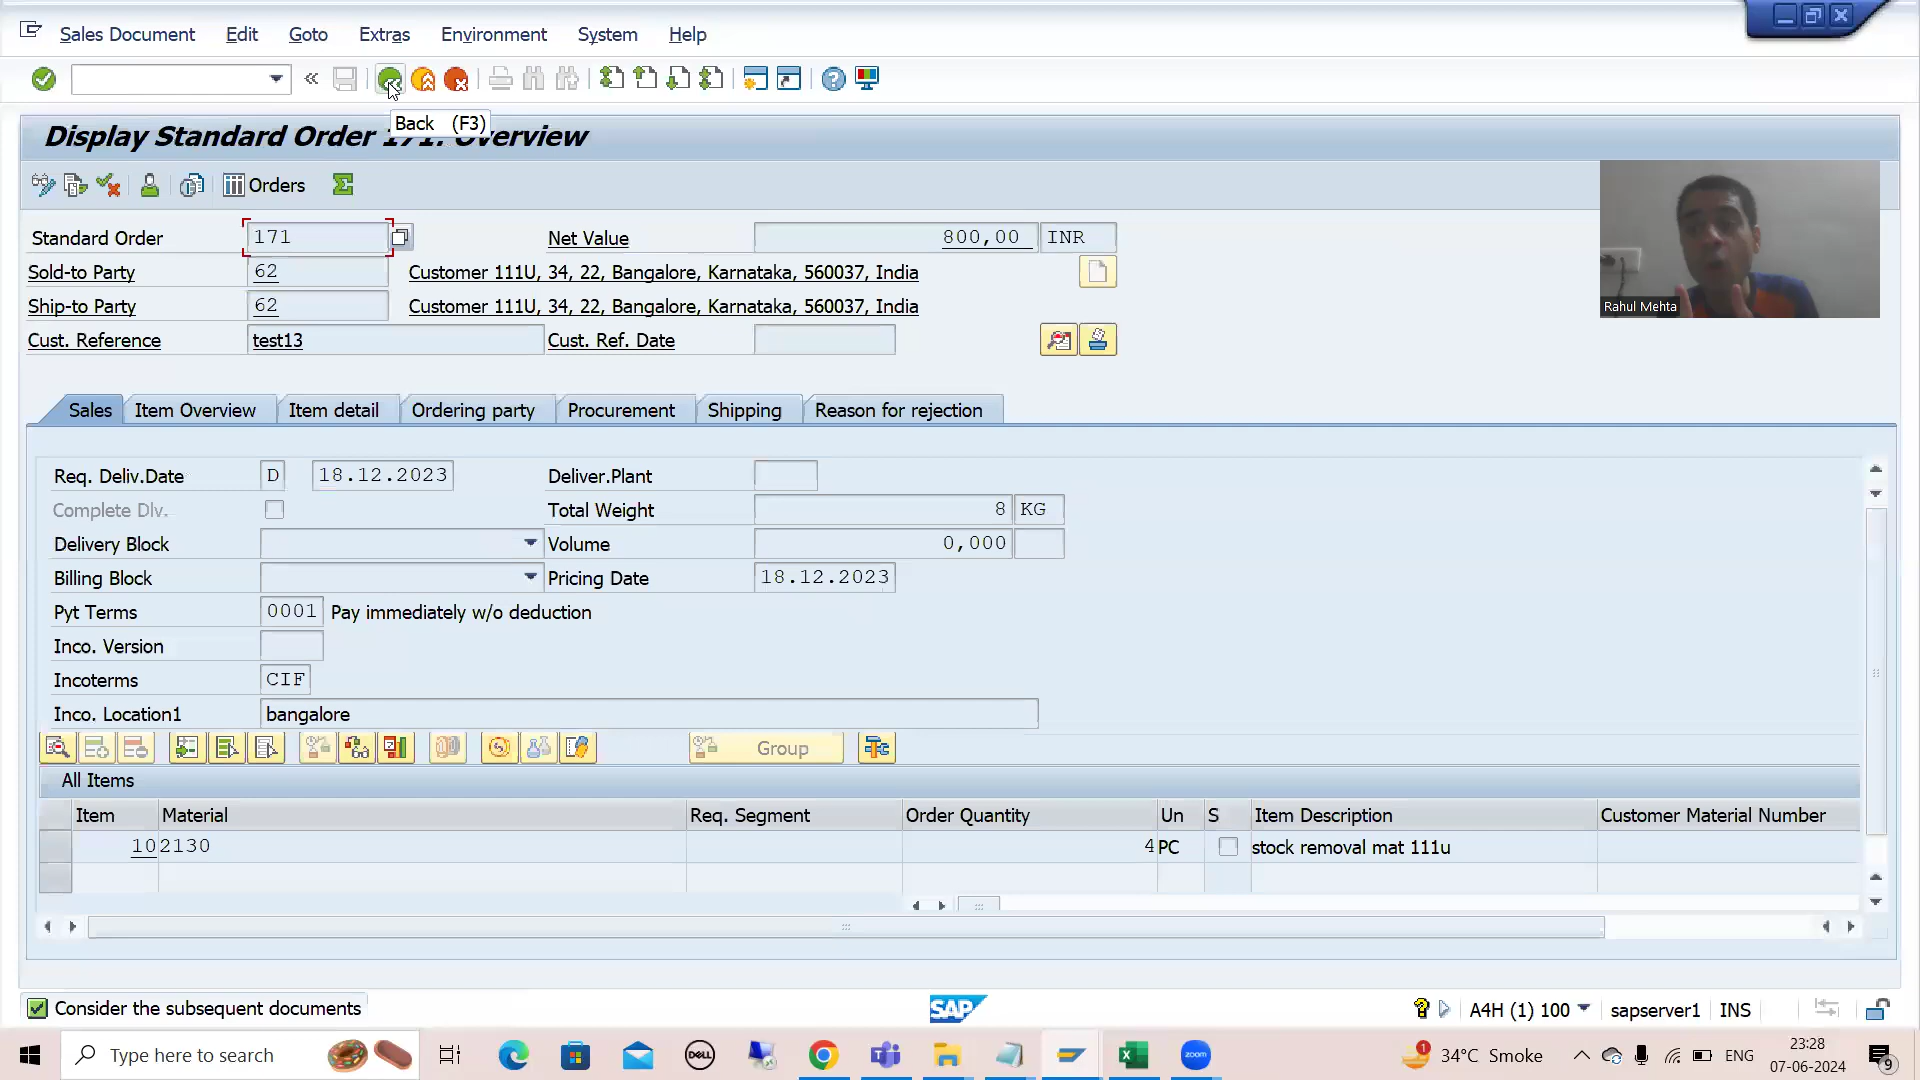 Sales Document Edit Goto Extras Environment System Help
Back (F3)
Display Standard Order 171: Overview
Orders
Standard Order 171 Net Value 800,00 INR
Sold-to Party 62 Customer 111U, 34, 22, Bangalore, Karnataka, 560037, India
Ship-to Party 62 Customer 111U, 34, 22, Bangalore, Karnataka, 560037, India
Rahul Mehta
Cust. Reference test13 Cust. Ref. Date
Sales Item Overview Item detail Ordering party Procurement Shipping Reason for rejection
Req. Deliv.Date D 18.12.2023 Deliver.Plant
Complete Dlv. Total Weight 8 KG
Delivery Block Volume 0,000
Billing Block Pricing Date 18.12.2023
Pyt Terms 0001 Pay immediately w/o deduction
Inco. Version
Incoterms CIF
Inco. Location1 bangalore
Group
All Items
Item Material Req. Segment Order Quantity Un S Item Description Customer Material Number
10 2130 4 PC stock removal mat 111u
Consider the subsequent documents SAP A4H (1) 100 sapserver1 INS
Type here to search DELL zoom 1 34°C Smoke ENG 23:28
07-06-2024 9